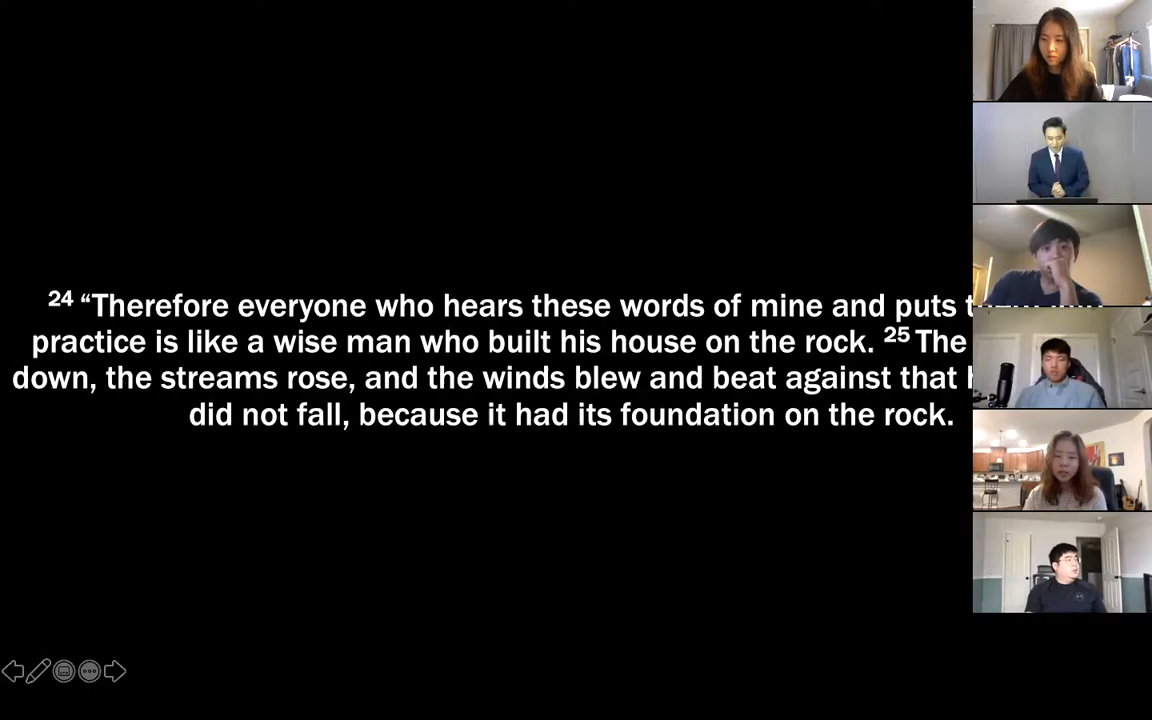 24 “Therefore everyone who hears these words of mine and puts
practice is like a wise man who built his house on the rock. 25 The
down, the streams rose, and the winds blew and beat against that
did not fall, because it had its foundation on the rock.